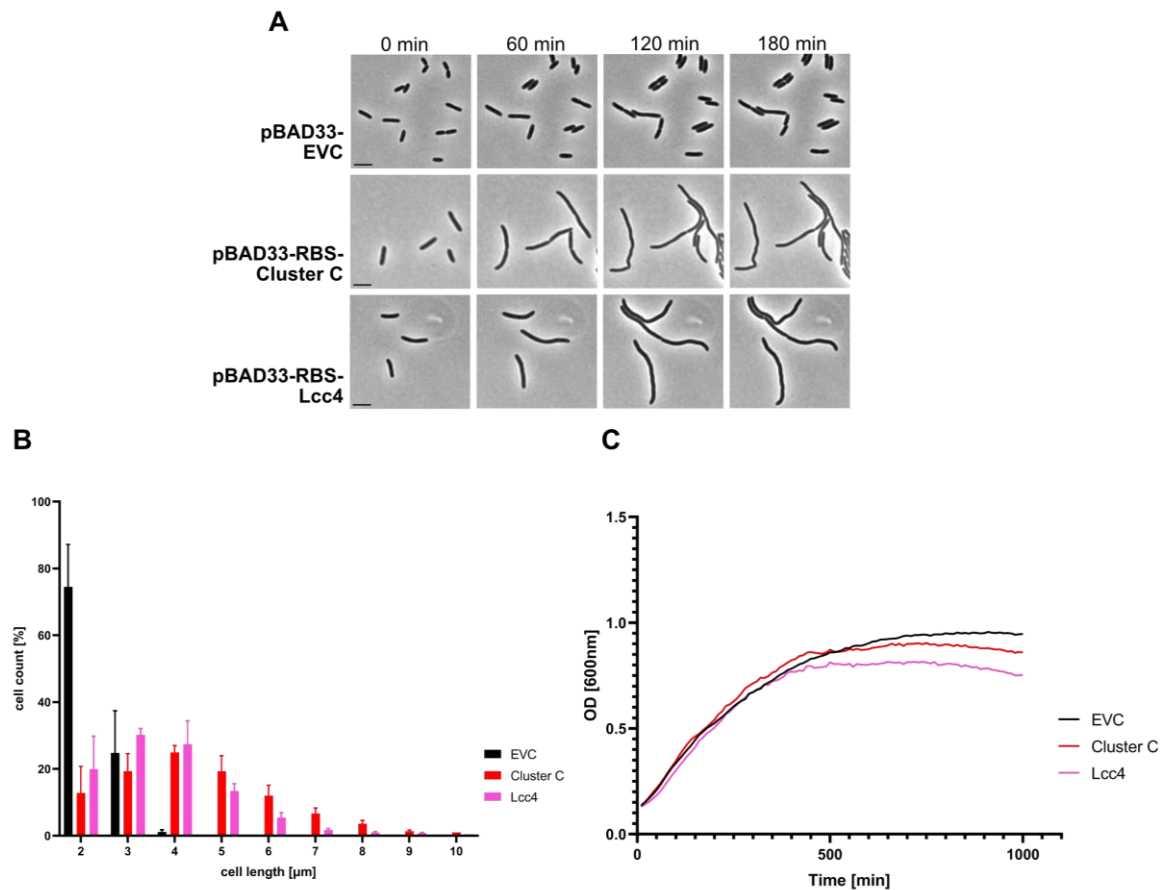 A
0 min 60 min 120 min 180 min
pBAD33-
EVC
pBAD33-RBS-
Cluster C
pBAD33-RBS-
Lcc4
B
100
80
60
40
20
0
cell count [%]
2 3 4 5 6 7 8 9 10
cell length [µm]
EVC
Cluster C
Lcc4
C
1.5
1.0
0.5
0.0
OD [600nm]
0 500 1000
Time [min]
EVC
Cluster C
Lcc4